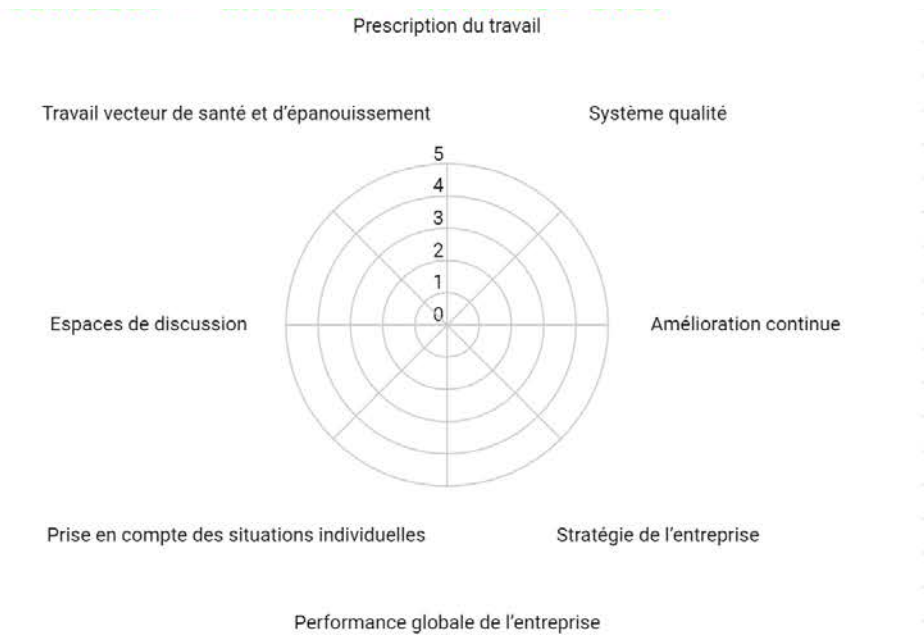 Prescription du travail
Travail vecteur de santé et d'épanouissement
Système qualité
5
4
3
2
1
0
Espaces de discussion
Amélioration continue
Prise en compte des situations individuelles
Stratégie de l'entreprise
Performance globale de l'entreprise